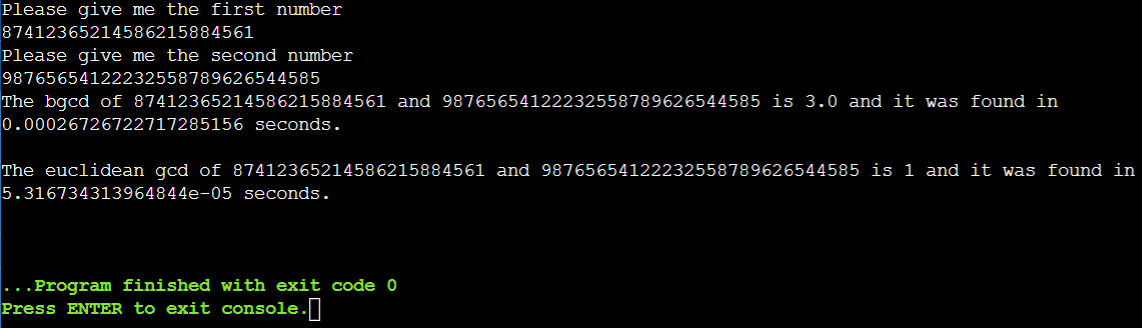 Please give me the first number
87412365214586215884561
Please give me the second number
98765654122232558789626544585
The bgcd of 87412365214586215884561 and 98765654122232558789626544585 is 3.0 and it was found in
0.00026726722717285156 seconds.
The euclidean gcd of 87412365214586215884561 and 98765654122232558789626544585 is 1 and it was found in
5.316734313964844e-05 seconds.
...Program finished with exit code 0
Press ENTER to exit console.